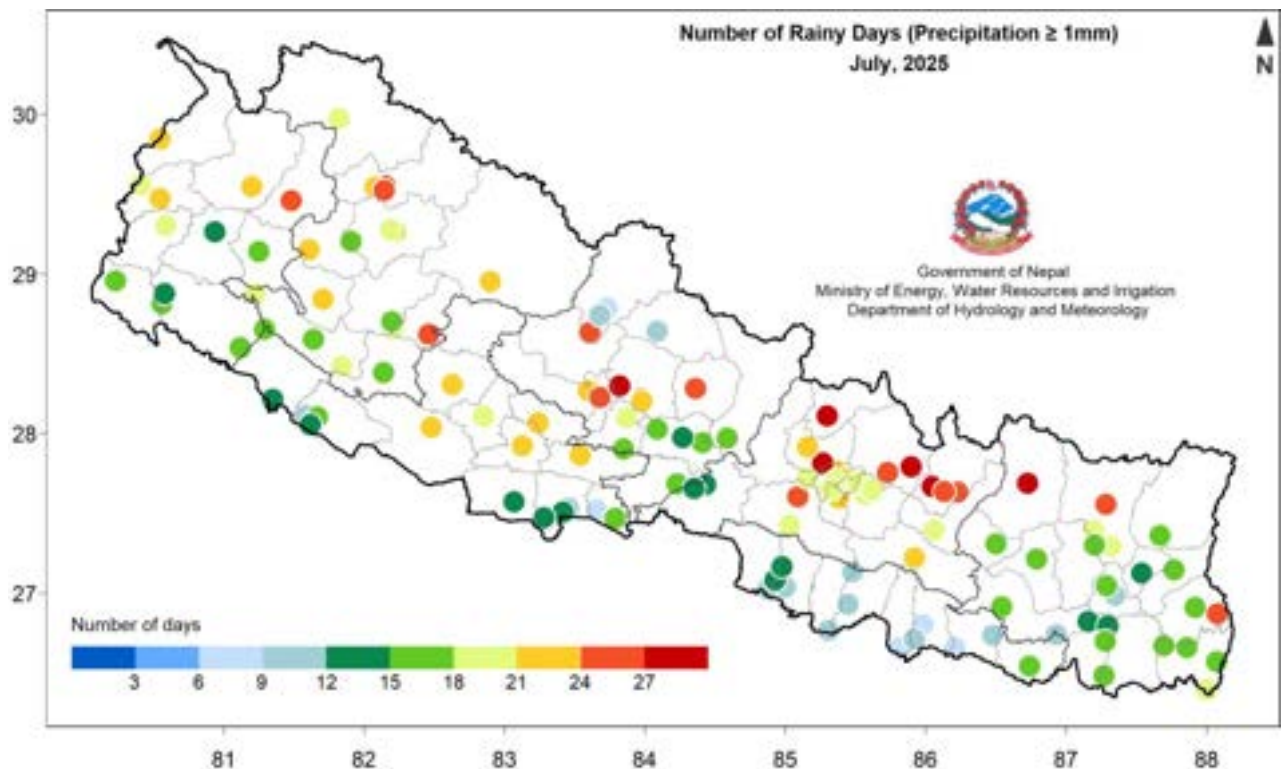 Number of Rainy Days (Precipitation ≥ 1mm)
July, 2025
N
30
29
28
27
Government of Nepal
Ministry of Energy, Water Resources and Irrigation
Department of Hydrology and Meteorology
Number of days
3 6 9 12 15 18 21 24 27
81 82 83 84 85 86 87 88